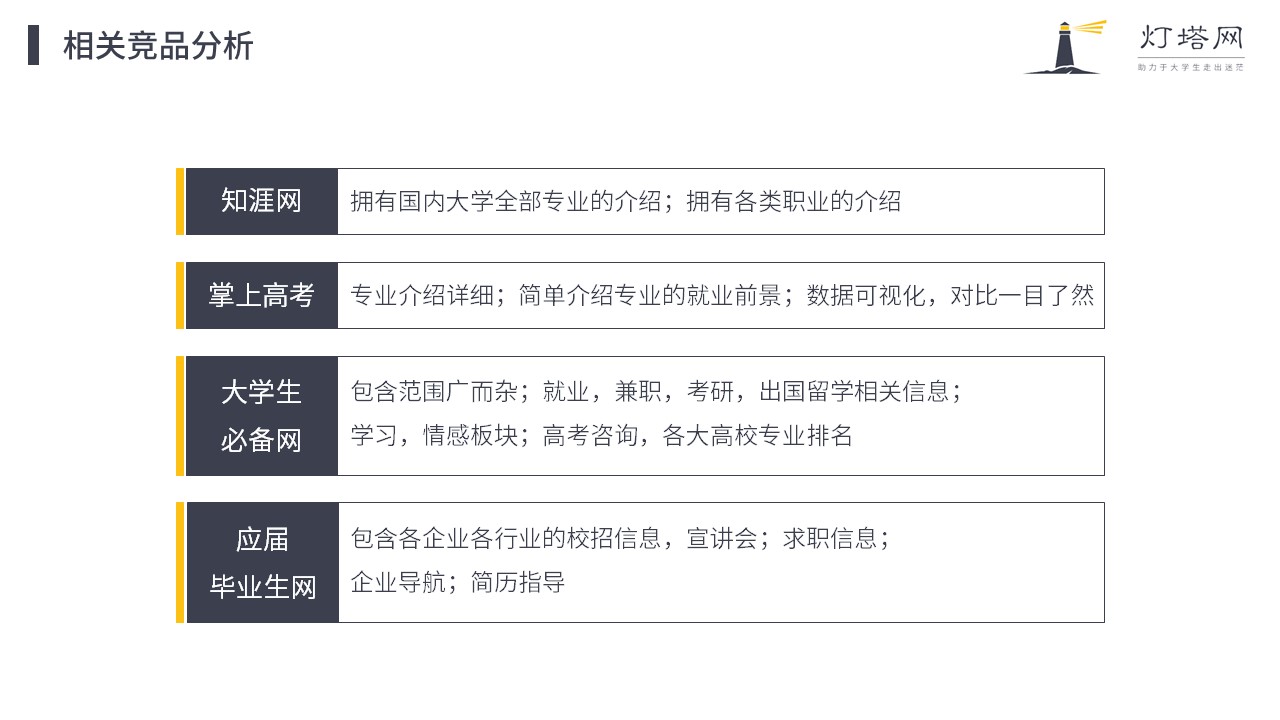 相关竞品分析
灯塔网
助力于大学生走出迷茫
知涯网
拥有国内大学全部专业的介绍；拥有各类职业的介绍
掌上高考
专业介绍详细；简单介绍专业的就业前景；数据可视化，对比一目了然
大学生
必备网
包含范围广而杂；就业，兼职，考研，出国留学相关信息；
学习，情感板块；高考咨询，各大高校专业排名
应届
毕业生网
包含各企业各行业的校招信息，宣讲会；求职信息；
企业导航；简历指导